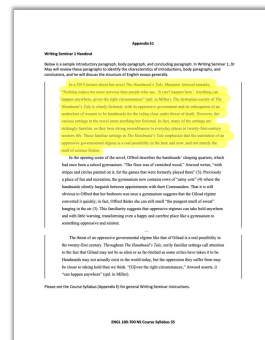 Appendix E1
Writing Seminar 1 Handout
Below is a sample introductory paragraph, body paragraph, and concluding paragraph. In Writing Seminar 1, Dr
May will review these paragraphs to identify the characteristics of introductions, body paragraphs, and
conclusions, and he will discuss the structure of English essays generally.
In a 2015 lecture about her novel The Handmaid's Tale, Margaret Atwood remarks,
"Nothing makes me more nervous than people who say, 'It can't happen here.' Anything can
happen anywhere, given the right circumstances" (qtd. in Miller). The dystopian society of The
Handmaid's Tale is utterly fictional, with its oppressive government and its subjugation of an
underclass of women to be handmaids for the ruling class under threat of death. However, the
various settings in the novel seem anything but fictional. In fact, many of the settings are
strikingly familiar, as they bear strong resemblances to everyday places in twenty-first century
western life. These familiar settings in The Handmaid's Tale emphasize that the institution of an
oppressive governmental regime is a real possibility in the here and now, and not merely the
stuff of science fiction.
In the opening scene of the novel, Offred describes the handmaids' sleeping quarters, which
had once been a school gymnasium. "The floor was of varnished wood," Atwood writes, "with
stripes and circles painted on it, for the games that were formerly played there" (3). Previously
a place of fun and recreation, the gymnasium now contains rows of "army cots" (4) where the
handmaids silently languish between appointments with their Commanders. That it is still
obvious to Offred that her bedroom was once a gymnasium suggests that the Gilead regime
converted it quickly; in fact, Offred thinks she can still smell "the pungent smell of sweat"
hanging in the air (3). This familiarity suggests that oppressive regimes can take hold anywhere
and with little warning, transforming even a happy and carefree place like a gymnasium to
something oppressive and sinister.
The threat of an oppressive governmental regime like that of Gilead is a real possibility in
the twenty-first century. Throughout The Handmaid's Tale, eerily familiar settings call attention
to the fact that Gilead may not be as alien or as far-fetched as some critics have taken it to be.
Handmaids may not actually exist in the world today, but the oppression they suffer from may
be closer to taking hold than we think. "[G]iven the right circumstances," Atwood asserts, it
"can happen anywhere" (qtd. in Miller).
Please see the Course Syllabus (Appendix E) for general Writing Seminar instructions.
ENGL 100-700 NS Course Syllabus 35